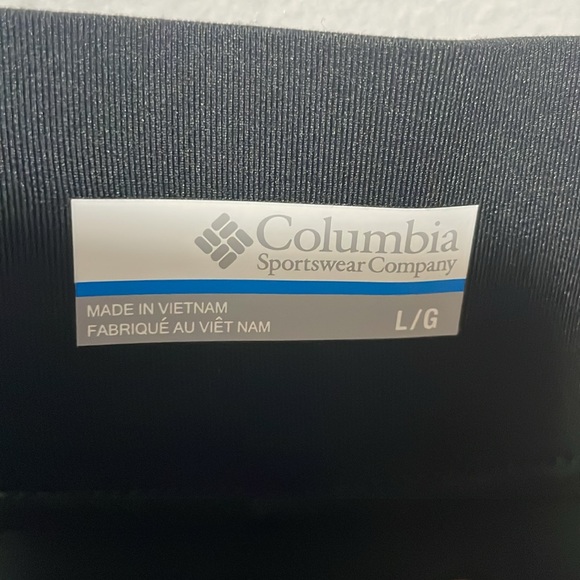 Columbia
Sportswear Company
MADE IN VIETNAM
FABRIQUÉ AU VIÊT NAM
L/G